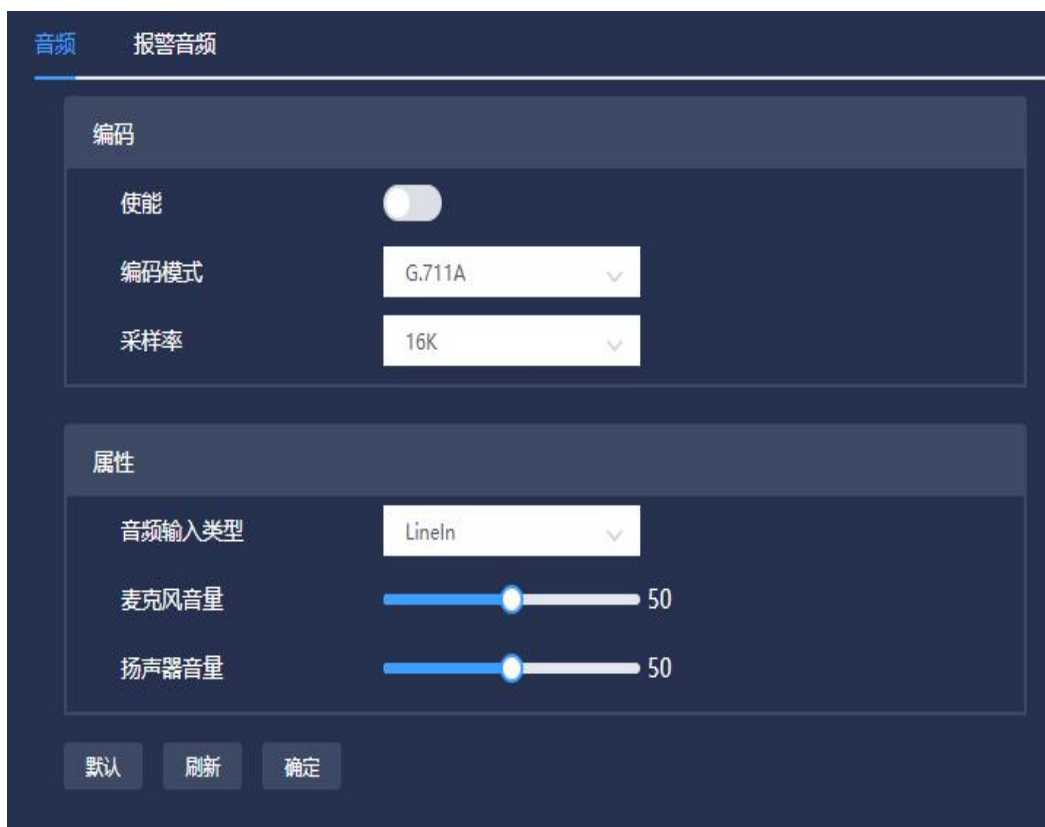 音频 报警音频
编码
使能
编码模式 G.711A
采样率 16K
属性
音频输入类型 LineIn
麦克风音量 50
扬声器音量 50
默认 刷新 确定